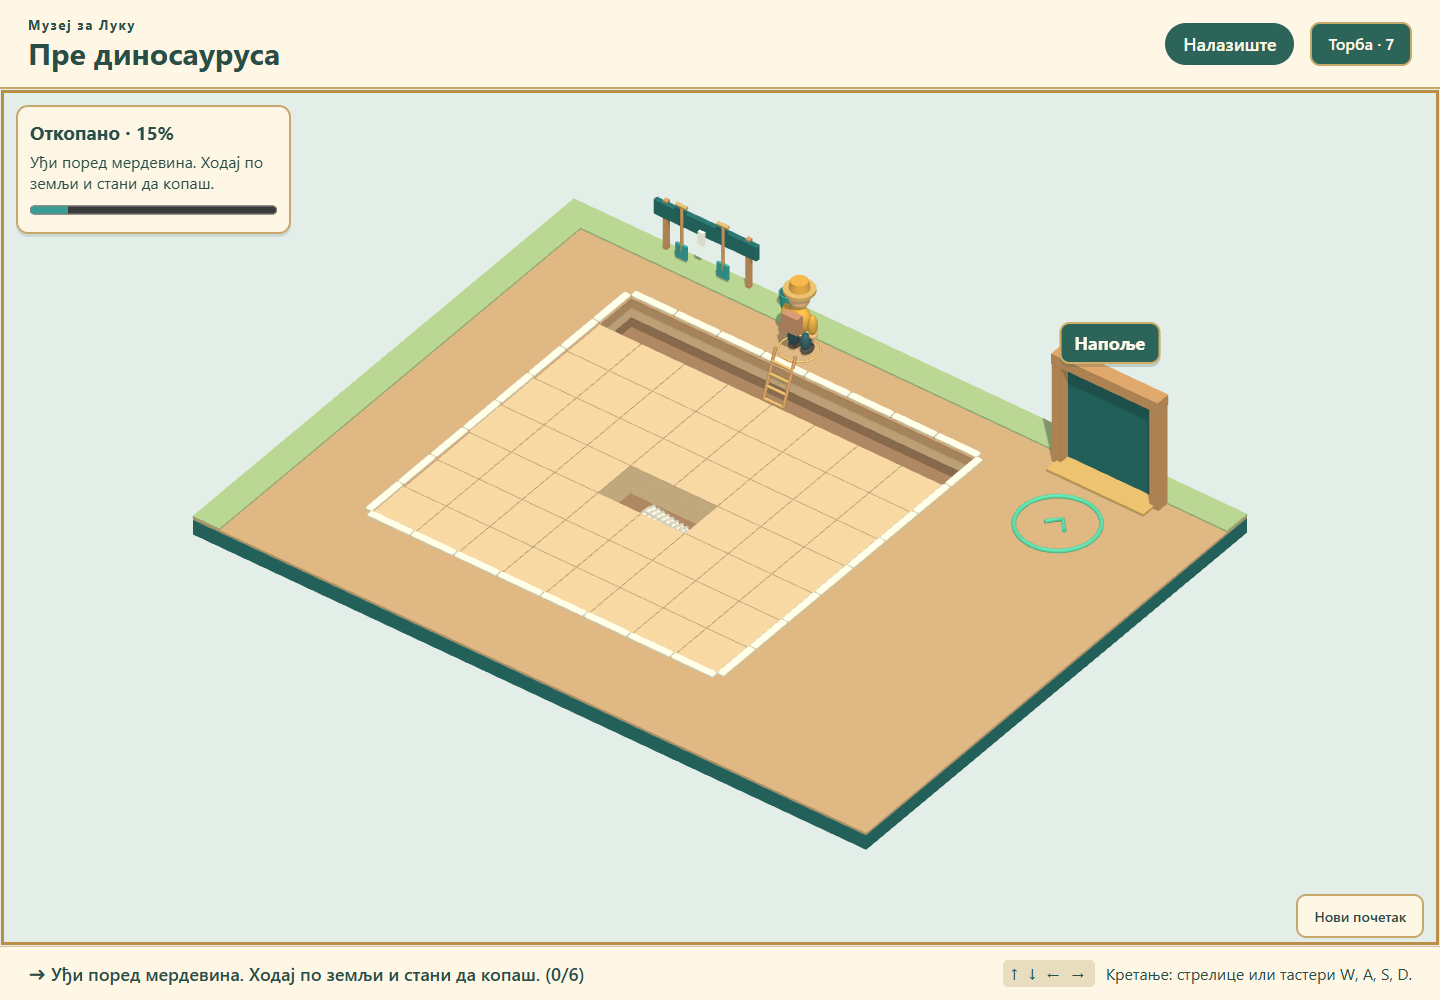 Музеј за Луку
Пре диносауруса
Налазиште
Торба · 7
Откопано · 15%
Уђи поред мердевина. Ходај по
земљи и стани да копаш.
Напоље
Нови почетак
→ Уђи поред мердевина. Ходај по земљи и стани да копаш. (0/6)
↑ ↓ ← → Кретање: стрелице или тастери W, A, S, D.